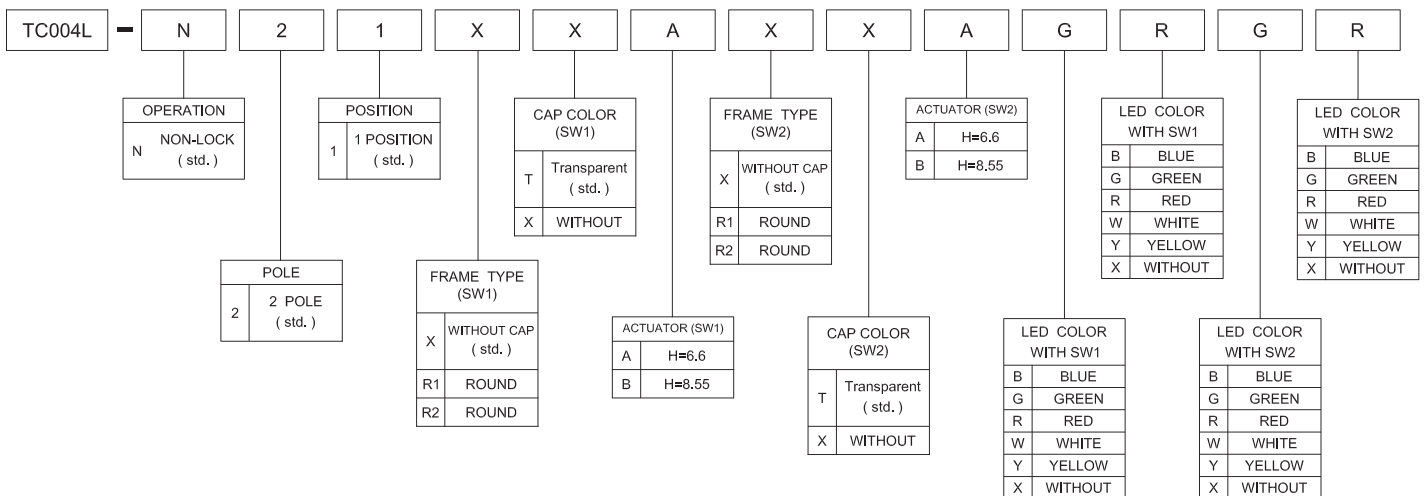 TC004L - N 2 1 X X A X X A G R G R
OPERATION
N NON-LOCK
( std. )
POLE
2 2 POLE
( std. )
POSITION
1 1 POSITION
( std. )
FRAME TYPE
(SW1)
X WITHOUT CAP
( std. )
R1 ROUND
R2 ROUND
CAP COLOR
(SW1)
T Transparent
( std. )
X WITHOUT
ACTUATOR (SW1)
A H=6.6
B H=8.55
FRAME TYPE
(SW2)
X WITHOUT CAP
( std. )
R1 ROUND
R2 ROUND
CAP COLOR
(SW2)
T Transparent
( std. )
X WITHOUT
ACTUATOR (SW2)
A H=6.6
B H=8.55
LED COLOR
WITH SW1
B BLUE
G GREEN
R RED
W WHITE
Y YELLOW
X WITHOUT
LED COLOR
WITH SW1
B BLUE
G GREEN
R RED
W WHITE
Y YELLOW
X WITHOUT
LED COLOR
WITH SW2
B BLUE
G GREEN
R RED
W WHITE
Y YELLOW
X WITHOUT
LED COLOR
WITH SW2
B BLUE
G GREEN
R RED
W WHITE
Y YELLOW
X WITHOUT